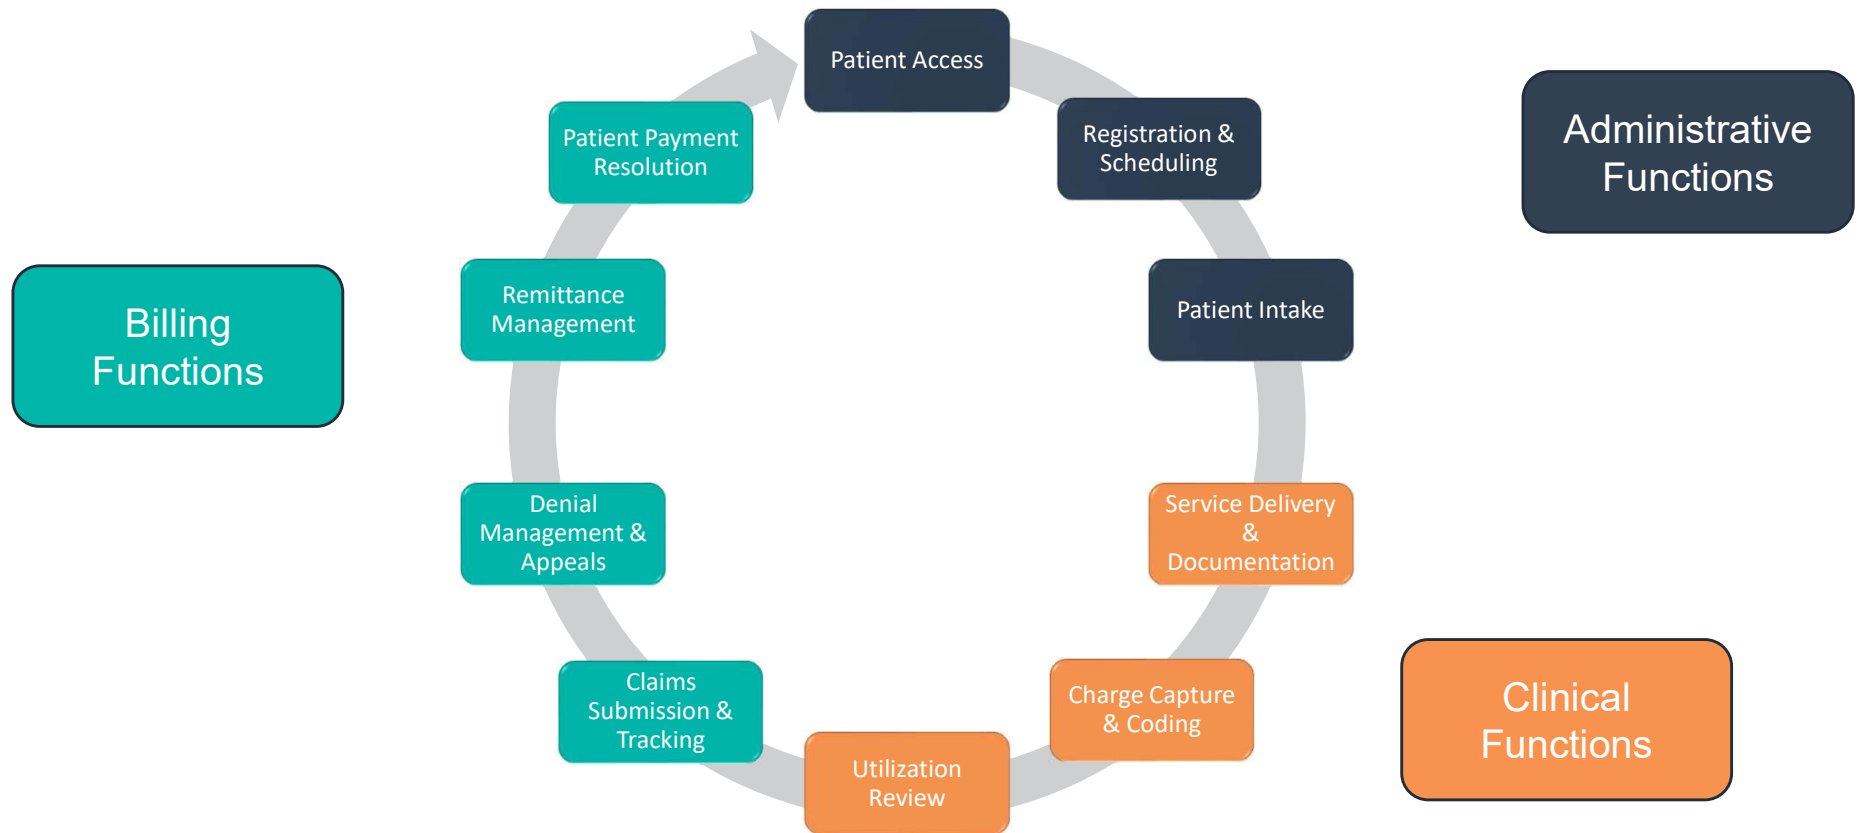 Patient Access
Registration &
Scheduling
Patient Intake
Service Delivery
&
Documentation
Charge Capture
& Coding
Utilization
Review
Claims
Submission &
Tracking
Denial
Management &
Appeals
Remittance
Management
Patient Payment
Resolution
Administrative
Functions
Clinical
Functions
Billing
Functions